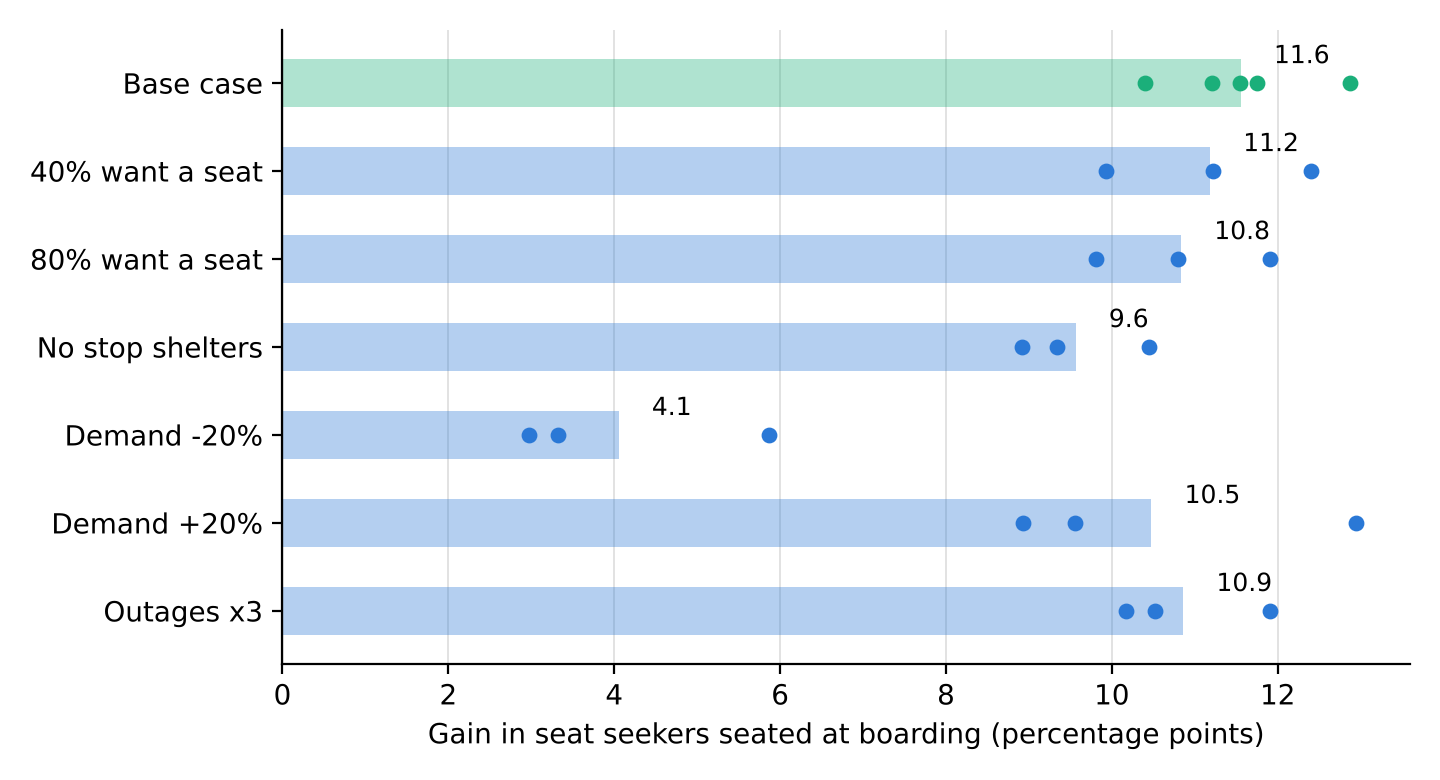 Base case 11.6
40% want a seat 11.2
80% want a seat 10.8
No stop shelters 9.6
Demand -20% 4.1
Demand +20% 10.5
Outages x3 10.9
0 2 4 6 8 10 12
Gain in seat seekers seated at boarding (percentage points)